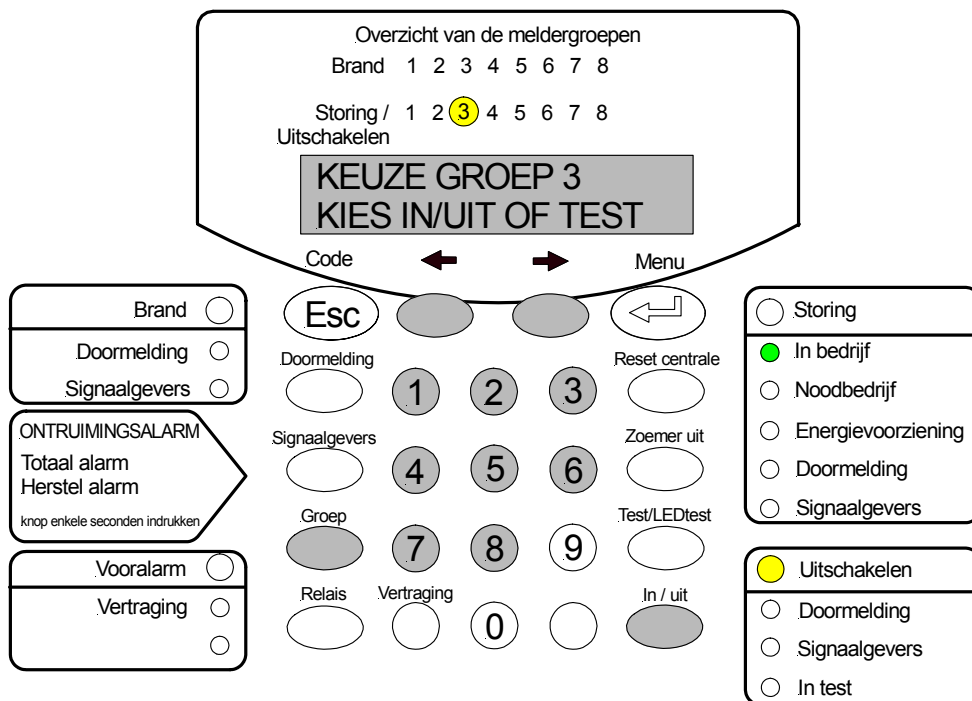 Overzicht van de meldergroepen
Brand 1 2 3 4 5 6 7 8
Storing / 1 2 3 4 5 6 7 8
Uitschakelen
KEUZE GROEP 3
KIES IN/UIT OF TEST
Code
Menu
Esc
Brand
Doormelding
Signaalgevers
ONTRUIMINGSALARM
Totaal alarm
Herstel alarm
knop enkele seconden indrukken
Vooralarm
Vertraging
Doormelding
1 2 3
Reset centrale
Signaalgevers
4 5 6
Zoemer uit
Groep
7 8 9
Test/LEDtest
Relais
Vertraging
0
In / uit
Storing
In bedrijf
Noodbedrijf
Energievoorziening
Doormelding
Signaalgevers
Uitschakelen
Doormelding
Signaalgevers
In test